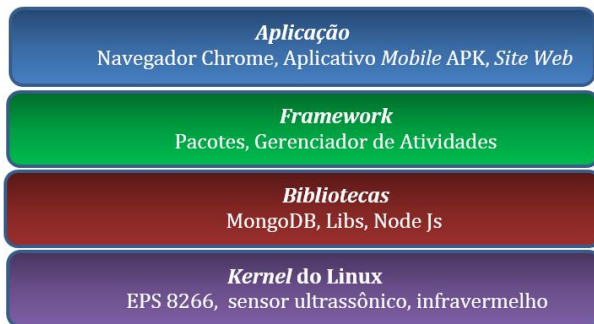 Aplicação
Navegador Chrome, Aplicativo Mobile APK, Site Web
Framework
Pacotes, Gerenciador de Atividades
Bibliotecas
MongoDB, Libs, Node Js
Kernel do Linux
EPS 8266, sensor ultrassônico, infravermelho